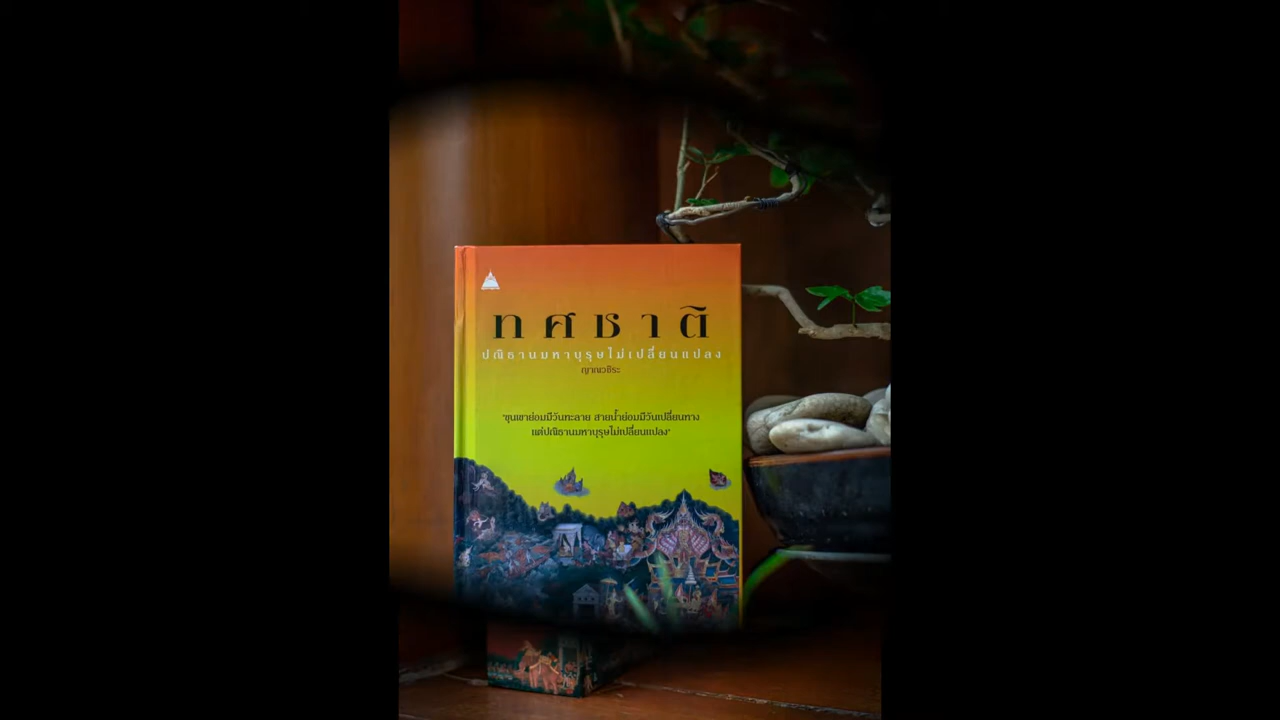 ทศชาติ
ปณิธานมหาบุรุษไม่เปลี่ยนแปลง
ญาณวชิระ
"ขุนเขาย่อมมีวันทะลาย สายน้ำย่อมมีวันเปลี่ยนทาง
แต่ปณิธานมหาบุรุษไม่เปลี่ยนแปลง"